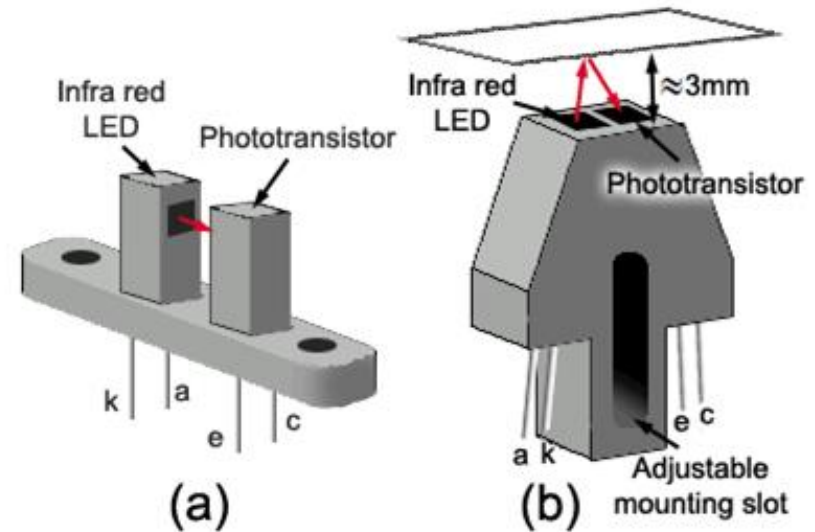 Infra red
LED
Phototransistor
k
a
e
c
(a)
Infra red
LED
≈3mm
Phototransistor
a
k
e
c
Adjustable
mounting slot
(b)